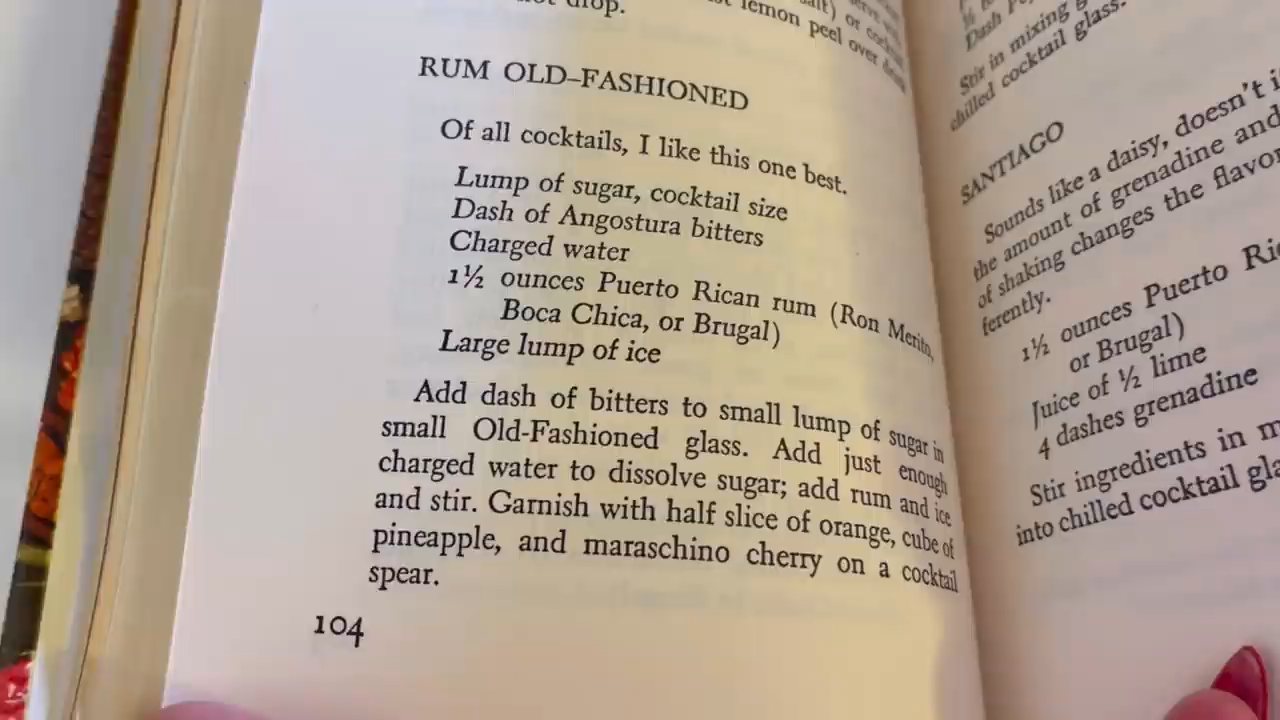 drop.
lemon peel over
RUM OLD–FASHIONED
Of all cocktails, I like this one best.
Lump of sugar, cocktail size
Dash of Angostura bitters
Charged water
1½ ounces Puerto Rican rum (Ron Merito,
Boca Chica, or Brugal)
Large lump of ice
Add dash of bitters to small lump of sugar in
small Old-Fashioned glass. Add just enough
charged water to dissolve sugar; add rum and ice
and stir. Garnish with half slice of orange, cube of
pineapple, and maraschino cherry on a cocktail
spear.
104
Dash
Stir in mixing
chilled cocktail glass.
SANTIAGO
Sounds like a daisy, doesn't
the amount of grenadine and
of shaking changes the flavor
ferently.
1½ ounces Puerto
or Brugal)
Juice of ½ lime
4 dashes grenadine
Stir ingredients in
into chilled cocktail